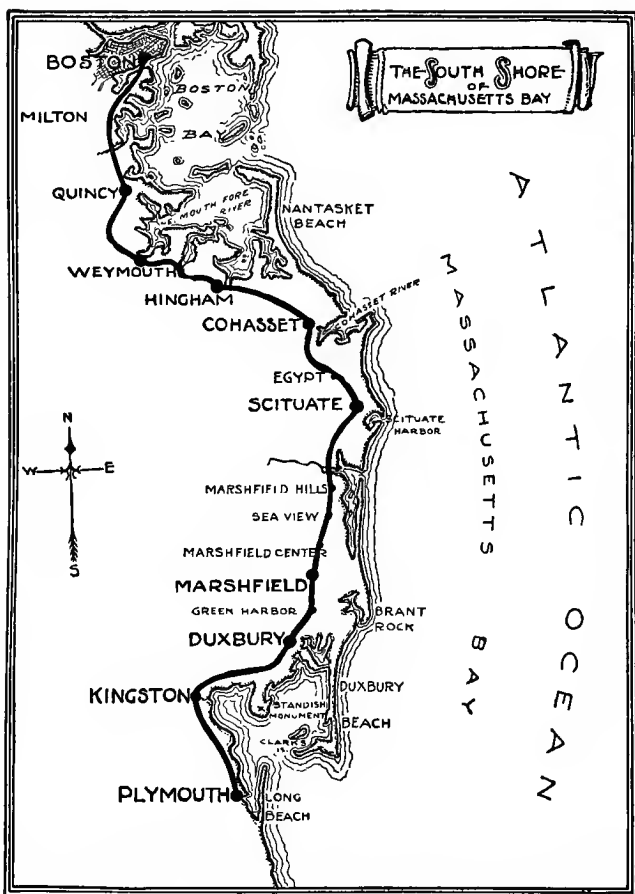 THE SOUTH SHORE
OF
MASSACHUSETTS BAY
BOSTON
BOSTON
BAY
MILTON
QUINCY
MOUTH FORE
RIVER
NANTASKET
BEACH
WEYMOUTH
HINGHAM
COHASSET
COHASSET RIVER
EGYPT
SCITUATE
SCITUATE
HARBOR
N
W
E
S
MARSHFIELD HILLS
SEA VIEW
MARSHFIELD CENTER
MARSHFIELD
GREEN HARBOR
BRANT
ROCK
DUXBURY
KINGSTON
STANDISH
MONUMENT
DUXBURY
BEACH
CLARKS
IS.
PLYMOUTH
LONG
BEACH
MASSACHUSETTS BAY
ATLANTIC OCEAN